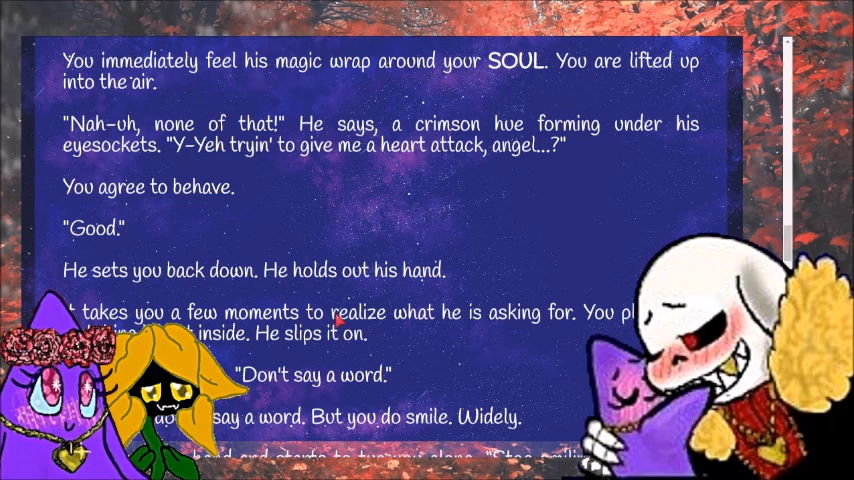 You immediately feel his magic wrap around your SOUL. You are lifted up
into the air.
"Nah-uh, none of that!" He says, a crimson hue forming under his
eyesockets. "Y-Yeh tryin' to give me a heart attack, angel...?"
You agree to behave.
"Good."
He sets you back down. He holds out his hand.
takes you a few moments to realize what he is asking for. You
inside. He slips it on.
"Don't say a word."
say a word. But you do smile. Widely.
hand and starts to